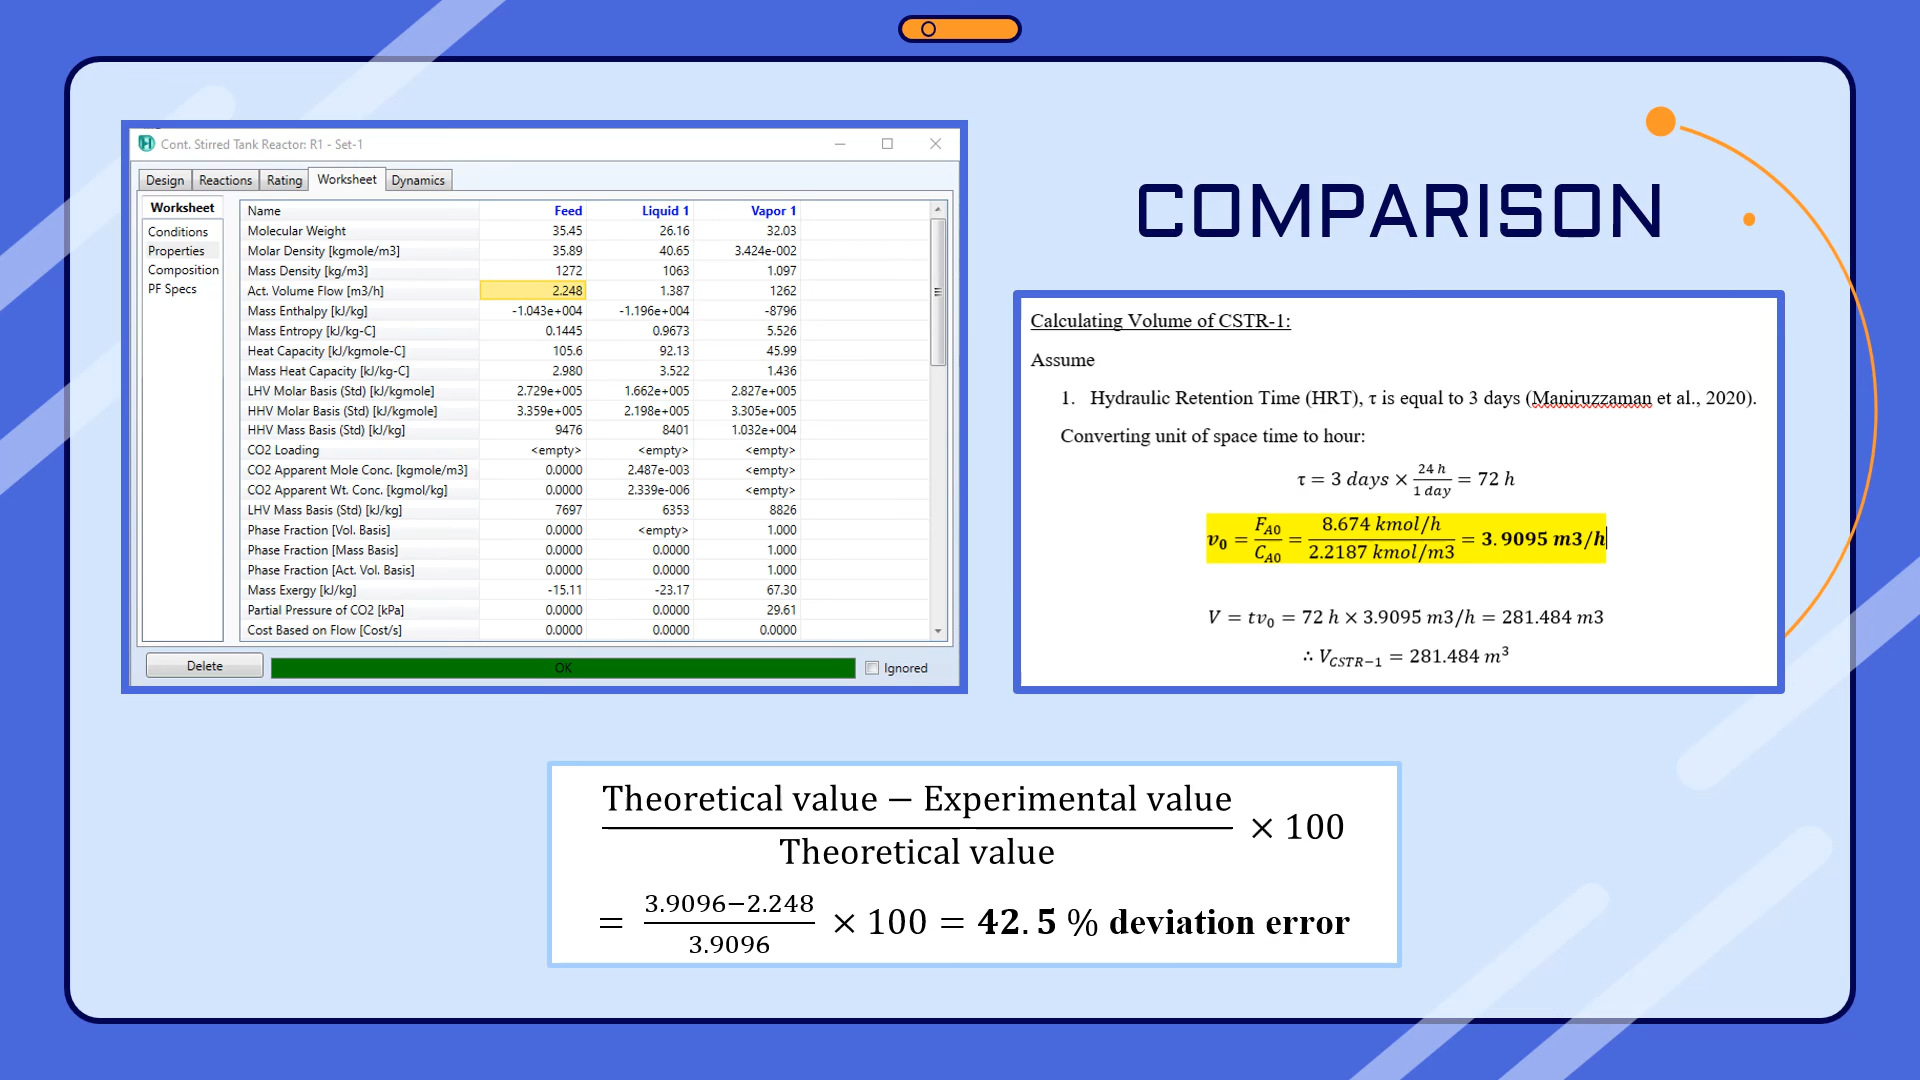 Cont. Stirred Tank Reactor: R1 - Set-1
Design Reactions Rating Worksheet Dynamics
Worksheet
Conditions
Properties
Composition
PF Specs
Name Feed Liquid 1 Vapor 1
Molecular Weight 35.45 26.16 32.03
Molar Density [kgmole/m3] 35.89 40.65 3.424e-002
Mass Density [kg/m3] 1272 1063 1.097
Act. Volume Flow [m3/h] 2.248 1.387 1262
Mass Enthalpy [kJ/kg] -1.043e+004 -1.196e+004 -8796
Mass Entropy [kJ/kg-C] 0.1445 0.9673 5.526
Heat Capacity [kJ/kgmole-C] 105.6 92.13 45.99
Mass Heat Capacity [kJ/kg-C] 2.980 3.522 1.436
LHV Molar Basis (Std) [kJ/kgmole] 2.729e+005 1.662e+005 2.827e+005
HHV Molar Basis (Std) [kJ/kgmole] 3.359e+005 2.198e+005 3.305e+005
HHV Mass Basis (Std) [kJ/kg] 9476 8401 1.032e+004
CO2 Loading <empty> <empty> <empty>
CO2 Apparent Mole Conc. [kgmole/m3] 0.0000 2.487e-003 <empty>
CO2 Apparent Wt. Conc. [kgmol/kg] 0.0000 2.339e-006 <empty>
LHV Mass Basis (Std) [kJ/kg] 7697 6353 8826
Phase Fraction [Vol. Basis] 0.0000 <empty> 1.000
Phase Fraction [Mass Basis] 0.0000 0.0000 1.000
Phase Fraction [Act. Vol. Basis] 0.0000 0.0000 1.000
Mass Exergy [kJ/kg] -15.11 -23.17 67.30
Partial Pressure of CO2 [kPa] 0.0000 0.0000 29.61
Cost Based on Flow [Cost/s] 0.0000 0.0000 0.0000
Delete OK Ignored
COMPARISON
Calculating Volume of CSTR-1:
Assume
1. Hydraulic Retention Time (HRT), τ is equal to 3 days (Maniruzzaman et al., 2020).
Converting unit of space time to hour:
τ = 3 days × 24 h / 1 day = 72 h
v₀ = F_A0 / C_A0 = 8.674 kmol/h / 2.2187 kmol/m3 = 3.9095 m3/h
V = tv₀ = 72 h × 3.9095 m3/h = 281.484 m3
∴ V_CSTR−1 = 281.484 m³
Theoretical value − Experimental value / Theoretical value × 100
= 3.9096−2.248 / 3.9096 × 100 = 42.5 % deviation error